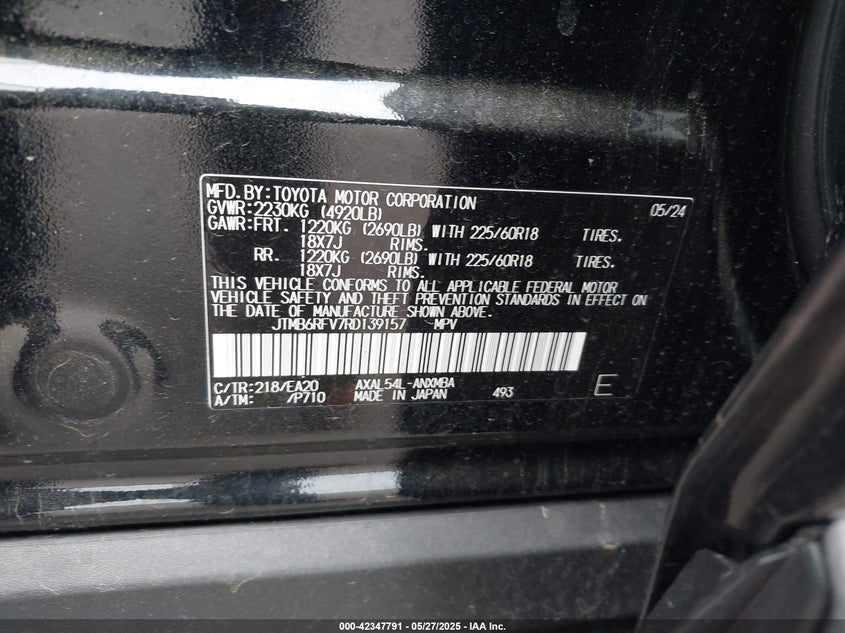 MFD. BY: TOYOTA MOTOR CORPORATION 05/24
GVWR: 2230KG (4920LB)
GAWR: FRT. 1220KG (2690LB) WITH 225/60R18 TIRES.
18X7J RIMS.
RR. 1220KG (2690LB) WITH 225/60R18 TIRES.
18X7J RIMS.
THIS VEHICLE CONFORMS TO ALL APPLICABLE FEDERAL MOTOR
VEHICLE SAFETY AND THEFT PREVENTION STANDARDS IN EFFECT ON
THE DATE OF MANUFACTURE SHOWN ABOVE.
JTMB6RFV7RD139157 MPV
C/TR: 218/EA20 AXAL54L-ANXMBA
A/TM: /P710 MADE IN JAPAN 493 E
000-42347791 - 05/27/2025 - IAA Inc.